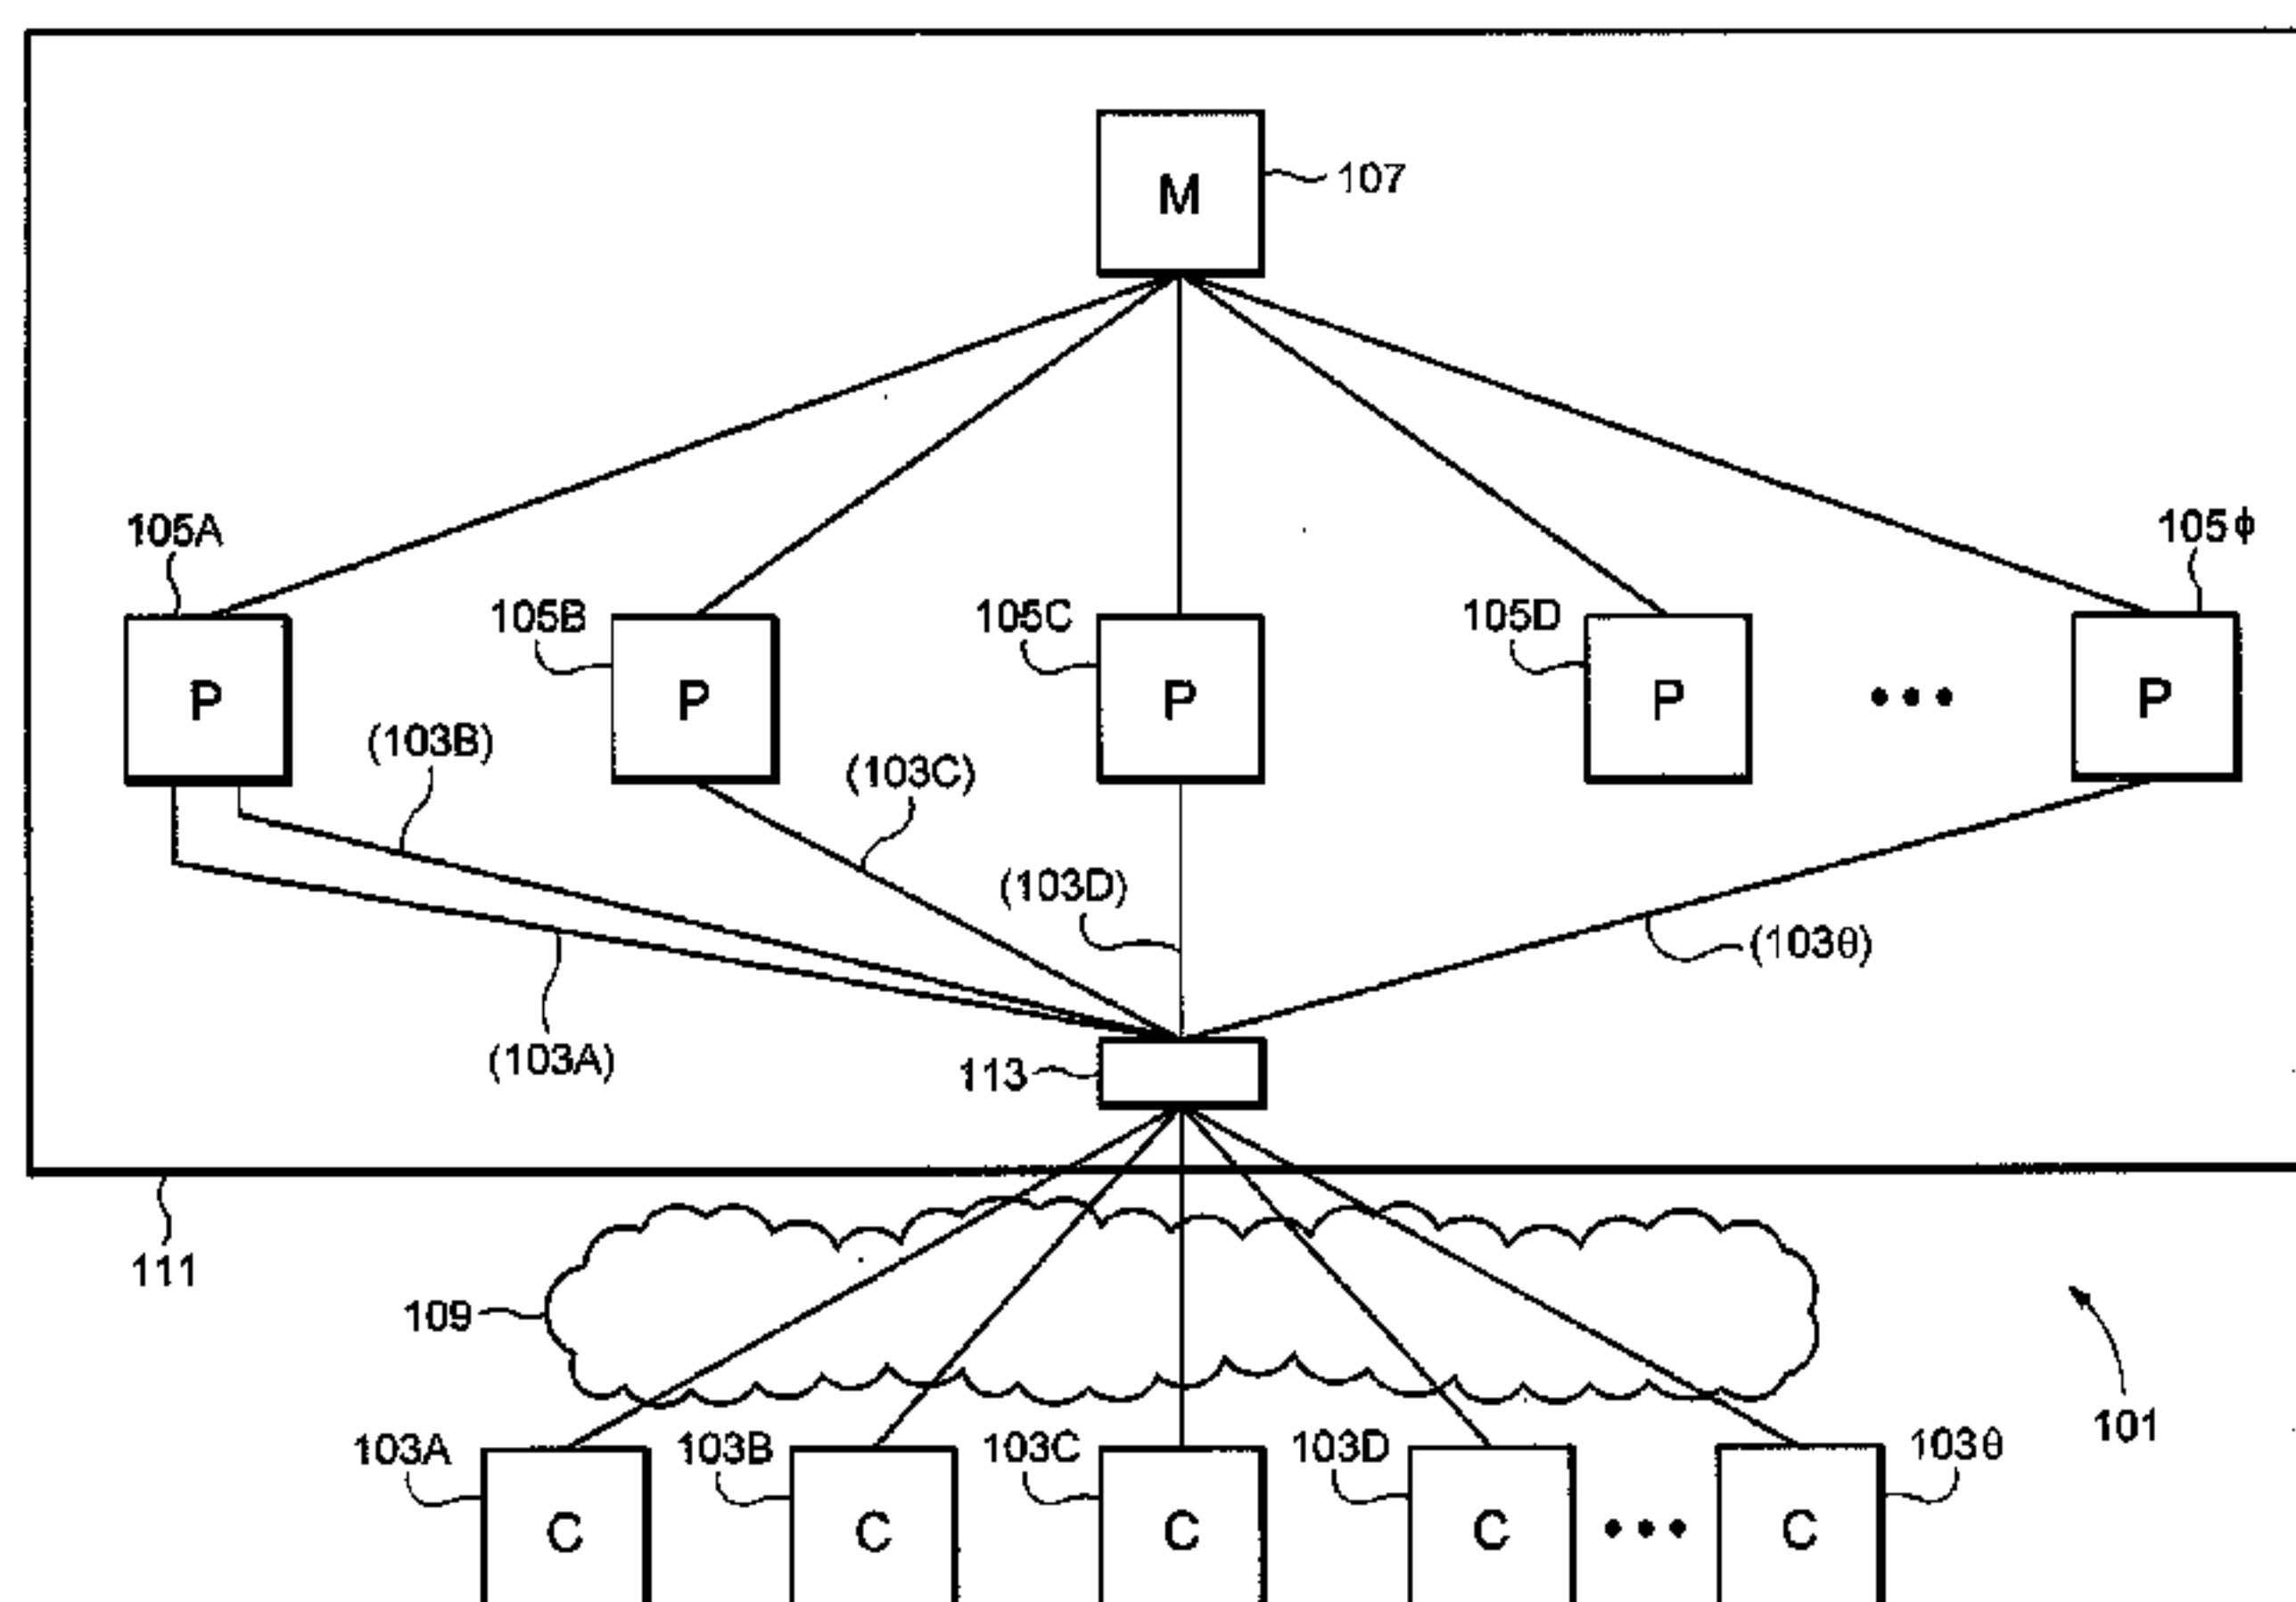 M
107
105A
105B
105C
105D
105ϕ
P
P
P
P
•••
P
(103B)
(103C)
(103D)
(103θ)
(103A)
113
111
109
101
103A
103B
103C
103D
103θ
C
C
C
C
•••
C